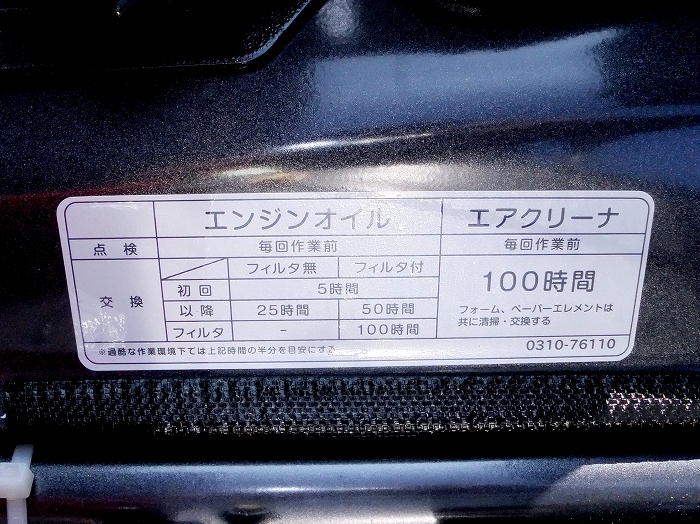 エンジンオイル エアクリーナ
点検 毎回作業前 毎回作業前
フィルタ無 フィルタ付
交換 初回 5時間 100時間
以降 25時間 50時間 フォーム、ペーパーエレメントは
フィルタ - 100時間 共に清掃・交換する
※過酷な作業環境下では上記時間の半分を目安にすご 0310-76110